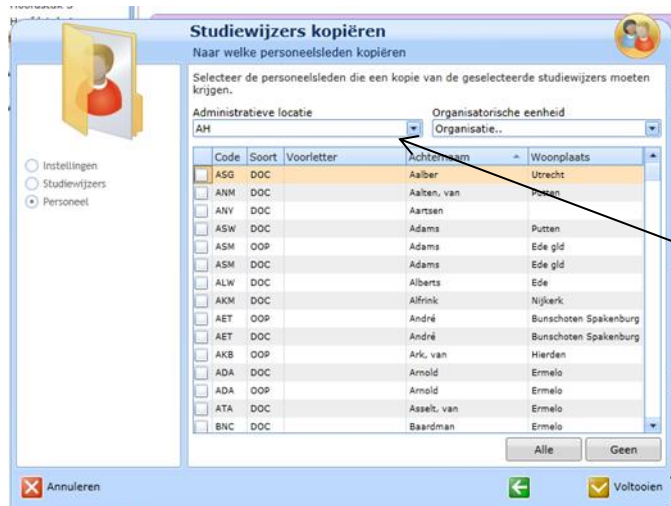 Studiewijzers kopiëren
Naar welke personeelsleden kopiëren
Selecteer de personeelsleden die een kopie van de geselecteerde studiewijzers moeten
krijgen.
Administratieve locatie Organisatorische eenheid
AH Organisatie..
Instellingen
Studiewijzers
Personeel
Code Soort Voorletter Achternaam Woonplaats
ASG DOC Aalber Utrecht
ANM DOC Aalten, van Putten
ANY DOC Aartsen
ASW DOC Adams Putten
ASM OOP Adams Ede gld
ASM DOC Adams Ede gld
ALW DOC Alberts Ede
AKM DOC Alfrink Nijkerk
AET OOP André Bunschoten Spakenburg
AET DOC André Bunschoten Spakenburg
AKB OOP Ark, van Hierden
ADA DOC Arnold Ermelo
ADA OOP Arnold Ermelo
ATA DOC Asselt, van Ermelo
BNC DOC Baardman Ermelo
Alle Geen
Annuleren Voltooien